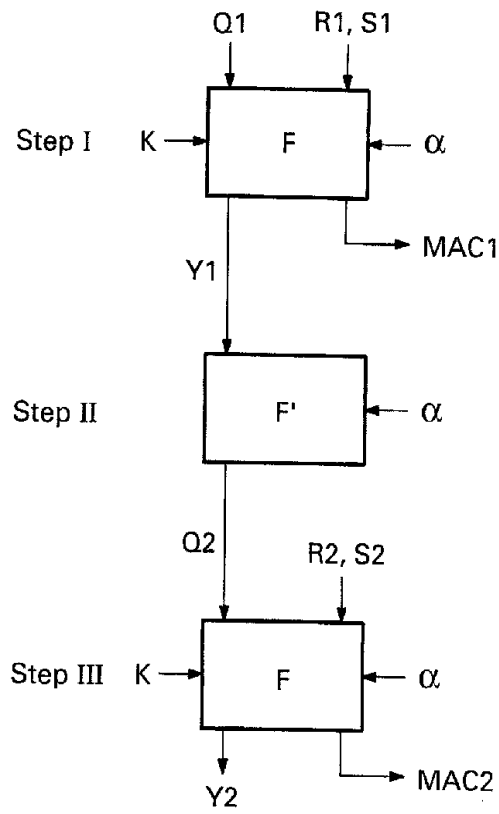 Q1 R1, S1
Step I K F α
MAC1
Y1
Step II F' α
Q2
R2, S2
Step III K F α
MAC2
Y2